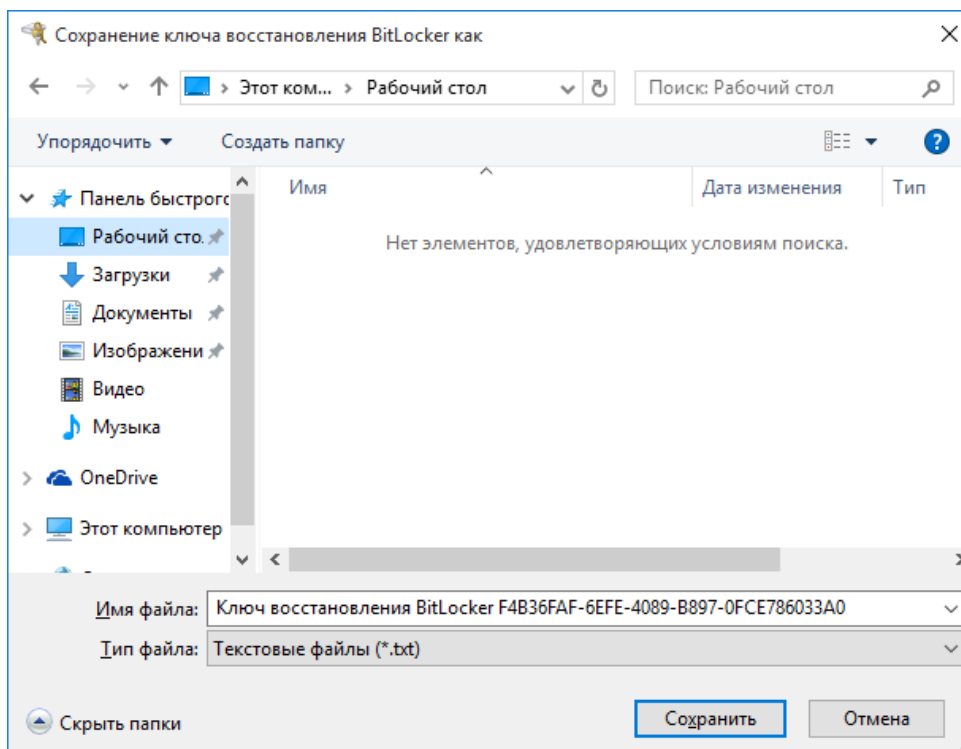 Сохранение ключа восстановления BitLocker как
Этот ком... Рабочий стол
Поиск: Рабочий стол
Упорядочить Создать папку
?
Имя Дата изменения Тип
Панель быстрого
Рабочий сто.
Нет элементов, удовлетворяющих условиям поиска.
Загрузки
Документы
Изображени
Видео
Музыка
OneDrive
Этот компьютер
Имя файла: Ключ восстановления BitLocker F4B36FAF-6EFE-4089-B897-0FCE786033A0
Тип файла: Текстовые файлы (*.txt)
Скрыть папки
Сохранить Отмена